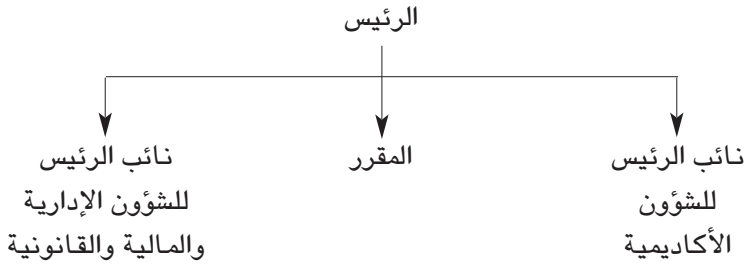 الرئيس
نائب الرئيس
للشؤون
الأكاديمية
المقرر
نائب الرئيس
للشؤون الإدارية
والمالية والقانونية